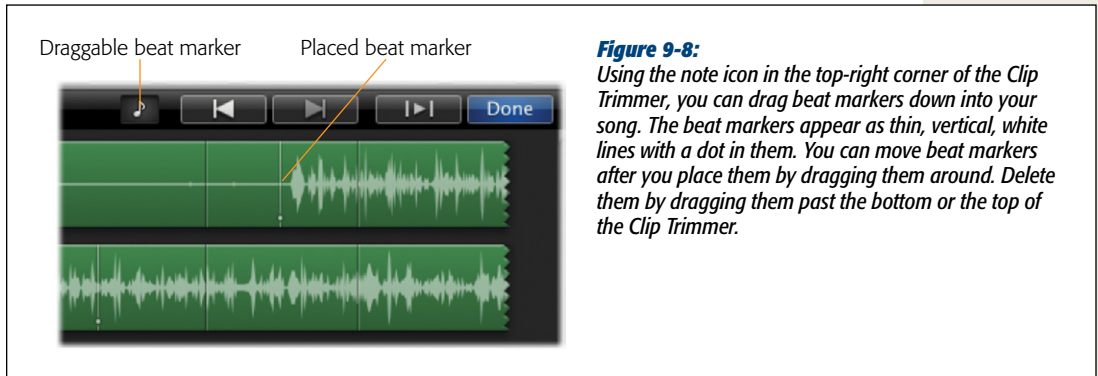 Draggable beat marker
Placed beat marker
Done
Figure 9-8:
Using the note icon in the top-right corner of the Clip
Trimmer, you can drag beat markers down into your
song. The beat markers appear as thin, vertical, white
lines with a dot in them. You can move beat markers
after you place them by dragging them around. Delete
them by dragging them past the bottom or the top of
the Clip Trimmer.